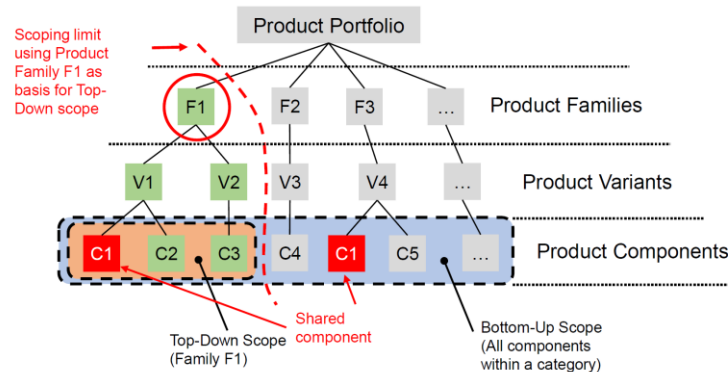 Product Portfolio
Scoping limit
using Product
Family F1 as
basis for Top-
Down scope
F1
F2
F3
...
Product Families
V1
V2
V3
V4
...
Product Variants
C1
C2
C3
C4
C1
C5
...
Product Components
Top-Down Scope
(Family F1)
Shared
component
Bottom-Up Scope
(All components
within a category)